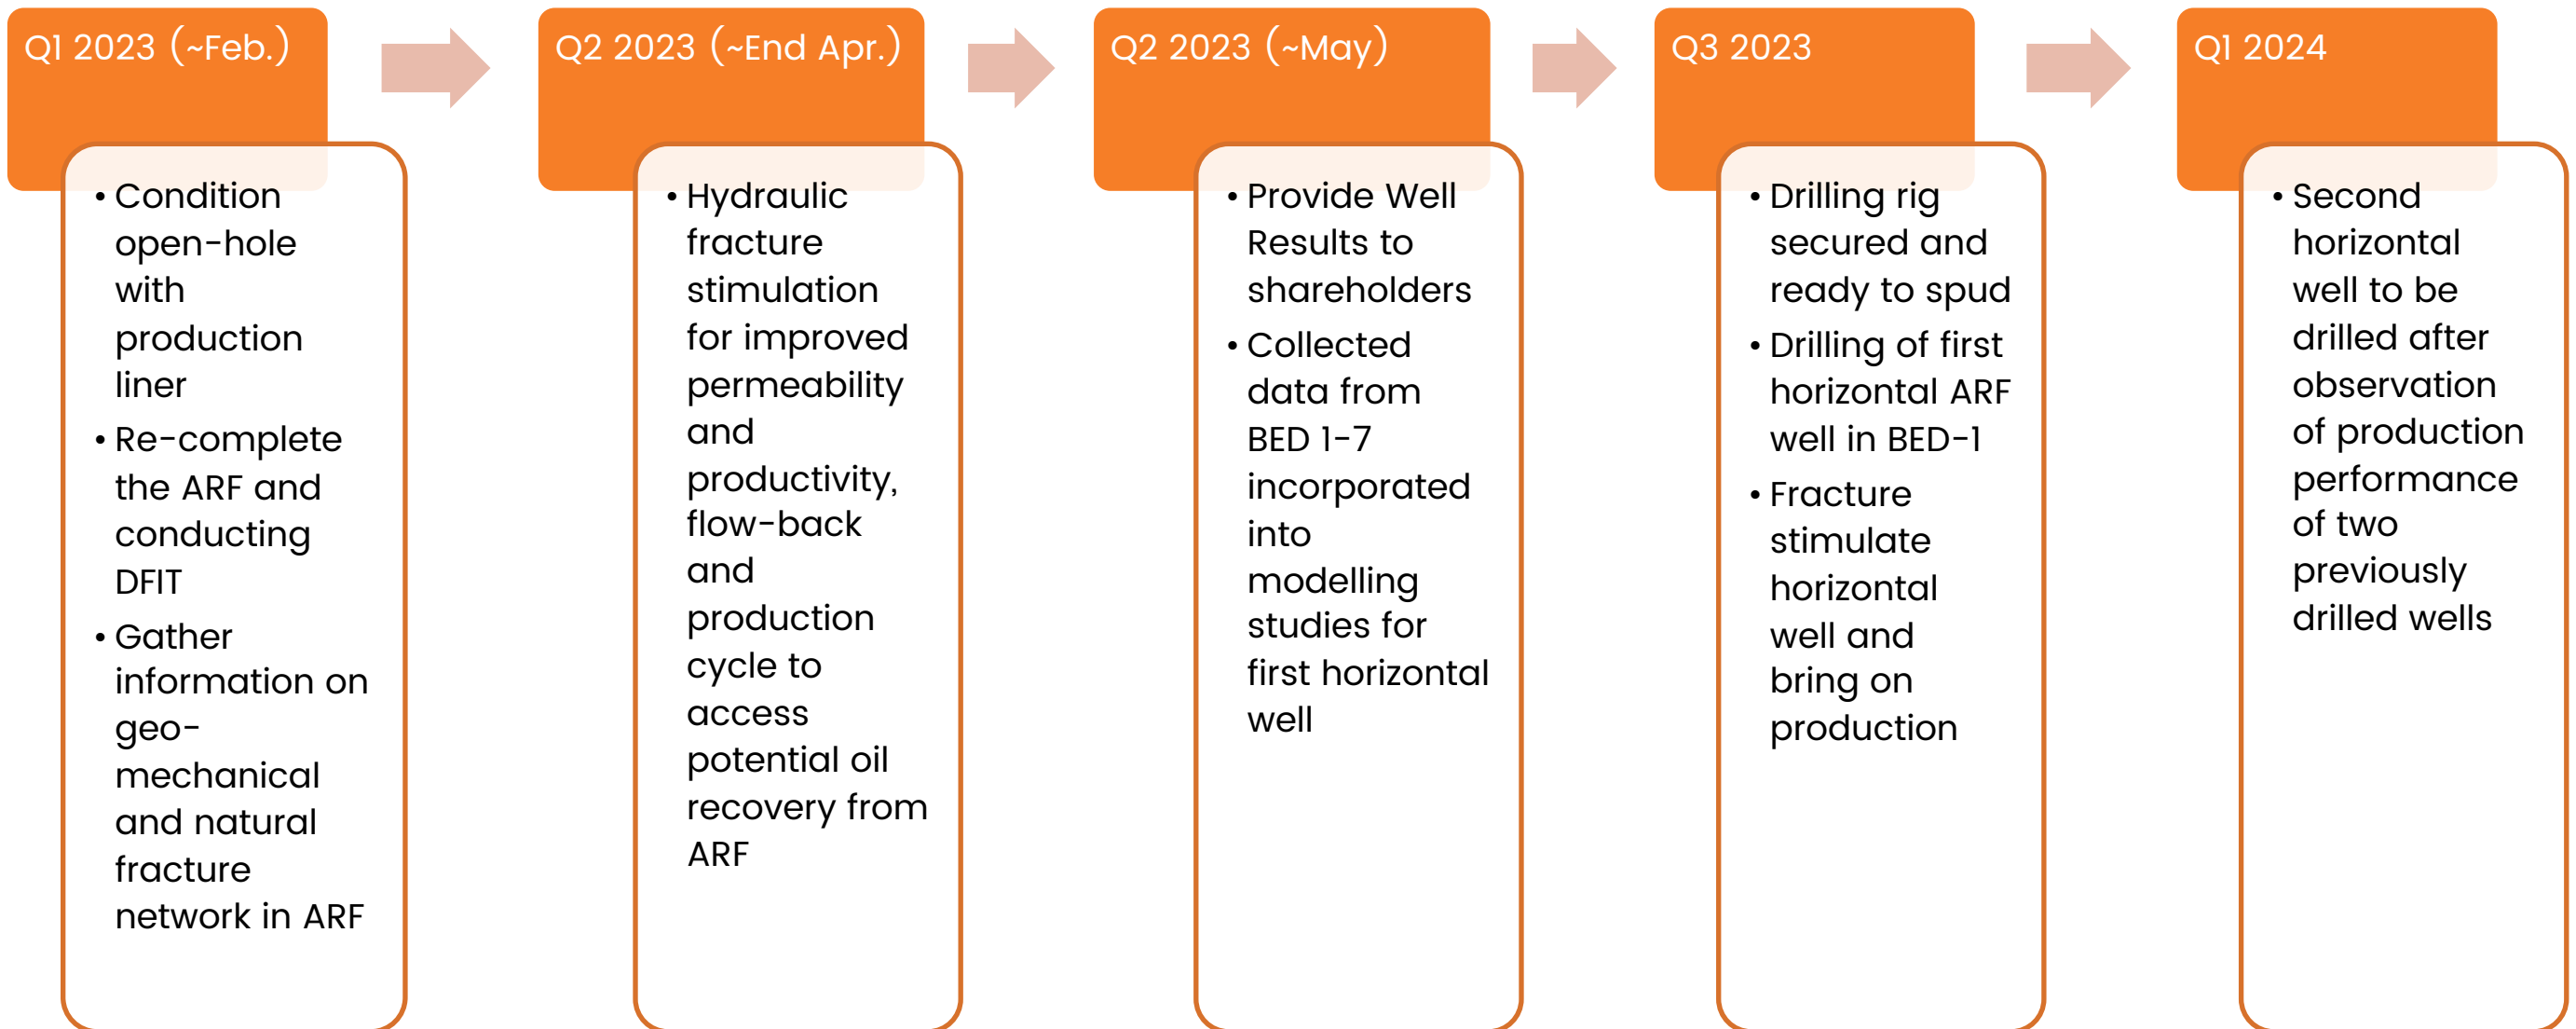 Q1 2023 (~Feb.)
• Condition
open-hole
with
production
liner
• Re-complete
the ARF and
conducting
DFIT
• Gather
information on
geo-
mechanical
and natural
fracture
network in ARF
Q2 2023 (~End Apr.)
• Hydraulic
fracture
stimulation
for improved
permeability
and
productivity,
flow-back
and
production
cycle to
access
potential oil
recovery from
ARF
Q2 2023 (~May)
• Provide Well
Results to
shareholders
• Collected
data from
BED 1-7
incorporated
into
modelling
studies for
first horizontal
well
Q3 2023
• Drilling rig
secured and
ready to spud
• Drilling of first
horizontal ARF
well in BED-1
• Fracture
stimulate
horizontal
well and
bring on
production
Q1 2024
• Second
horizontal
well to be
drilled after
observation
of production
performance
of two
previously
drilled wells